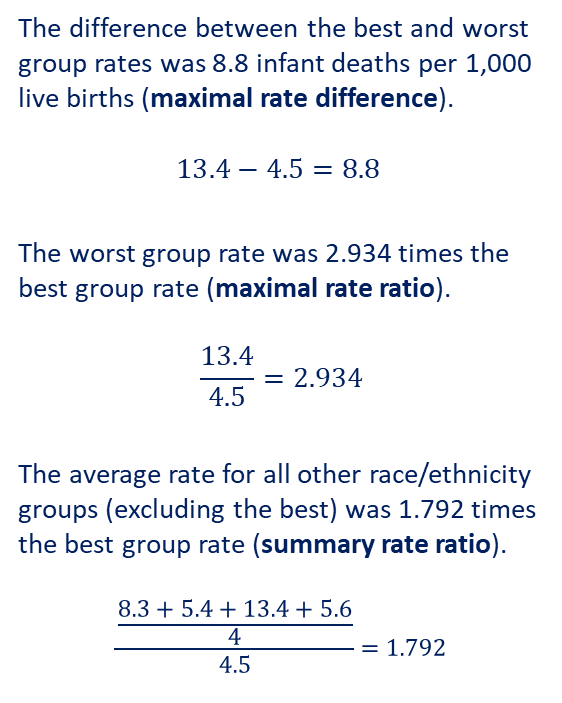 The difference between the best and worst
group rates was 8.8 infant deaths per 1,000
live births (maximal rate difference).
13.4 − 4.5 = 8.8
The worst group rate was 2.934 times the
best group rate (maximal rate ratio).
13.4
4.5
= 2.934
The average rate for all other race/ethnicity
groups (excluding the best) was 1.792 times
the best group rate (summary rate ratio).
8.3 + 5.4 + 13.4 + 5.6
4
4.5
= 1.792